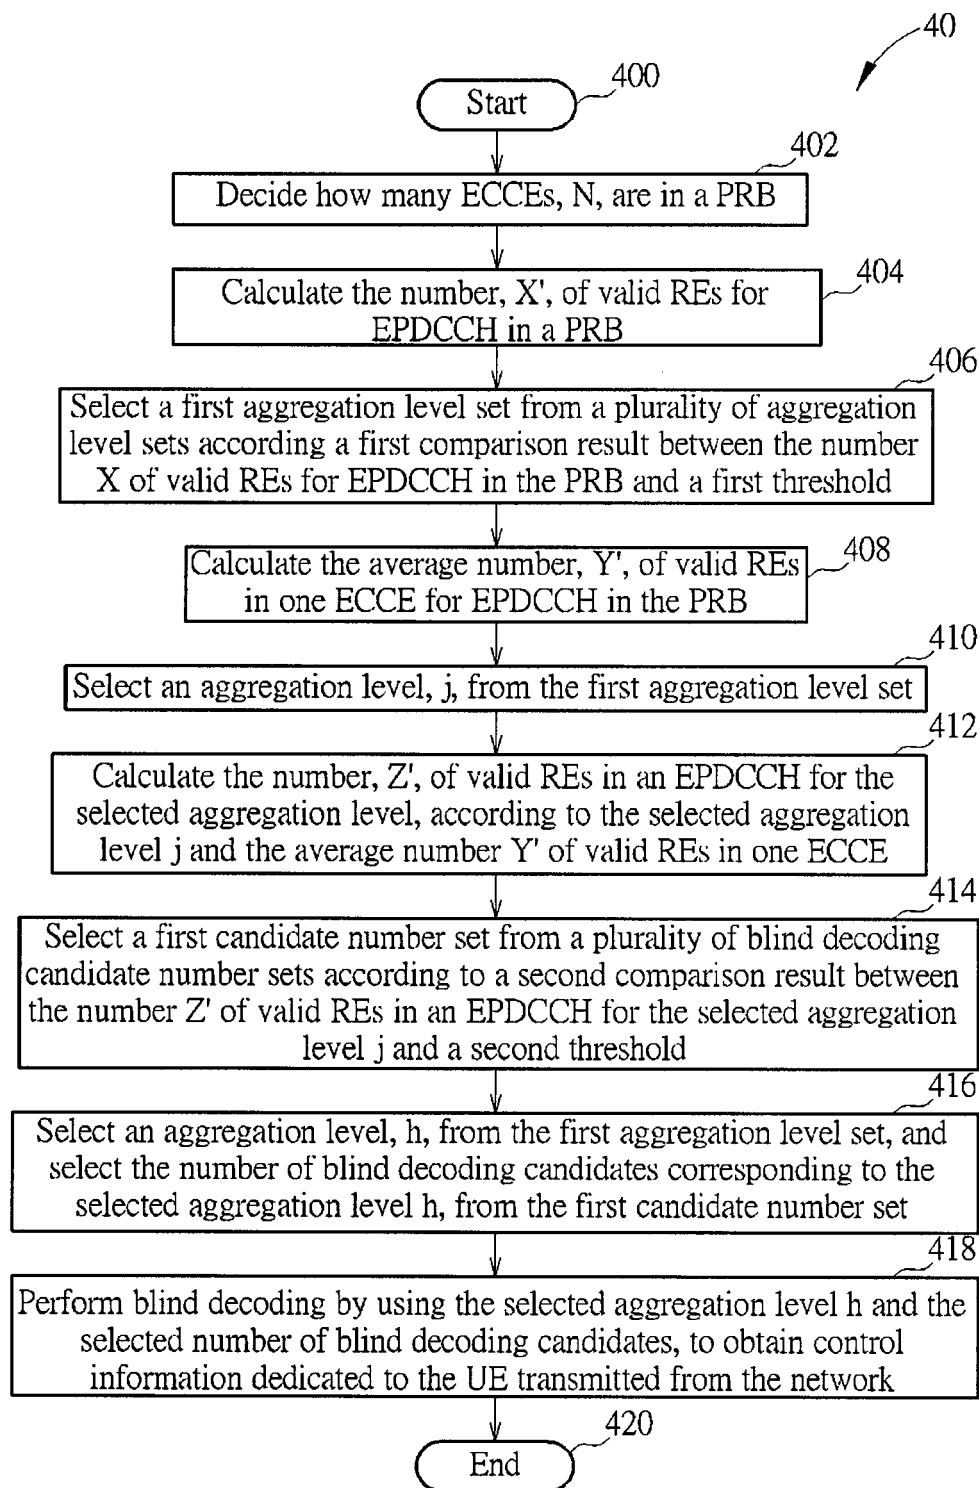 40
Start
400
402
Decide how many ECCEs, N, are in a PRB
404
Calculate the number, X', of valid REs for
EPDCCH in a PRB
406
Select a first aggregation level set from a plurality of aggregation
level sets according a first comparison result between the number
X of valid REs for EPDCCH in the PRB and a first threshold
408
Calculate the average number, Y', of valid REs
in one ECCE for EPDCCH in the PRB
410
Select an aggregation level, j, from the first aggregation level set
412
Calculate the number, Z', of valid REs in an EPDCCH for the
selected aggregation level, according to the selected aggregation
level j and the average number Y' of valid REs in one ECCE
414
Select a first candidate number set from a plurality of blind decoding
candidate number sets according to a second comparison result between
the number Z' of valid REs in an EPDCCH for the selected aggregation
level j and a second threshold
416
Select an aggregation level, h, from the first aggregation level set, and
select the number of blind decoding candidates corresponding to the
selected aggregation level h, from the first candidate number set
418
Perform blind decoding by using the selected aggregation level h and the
selected number of blind decoding candidates, to obtain control
information dedicated to the UE transmitted from the network
420
End